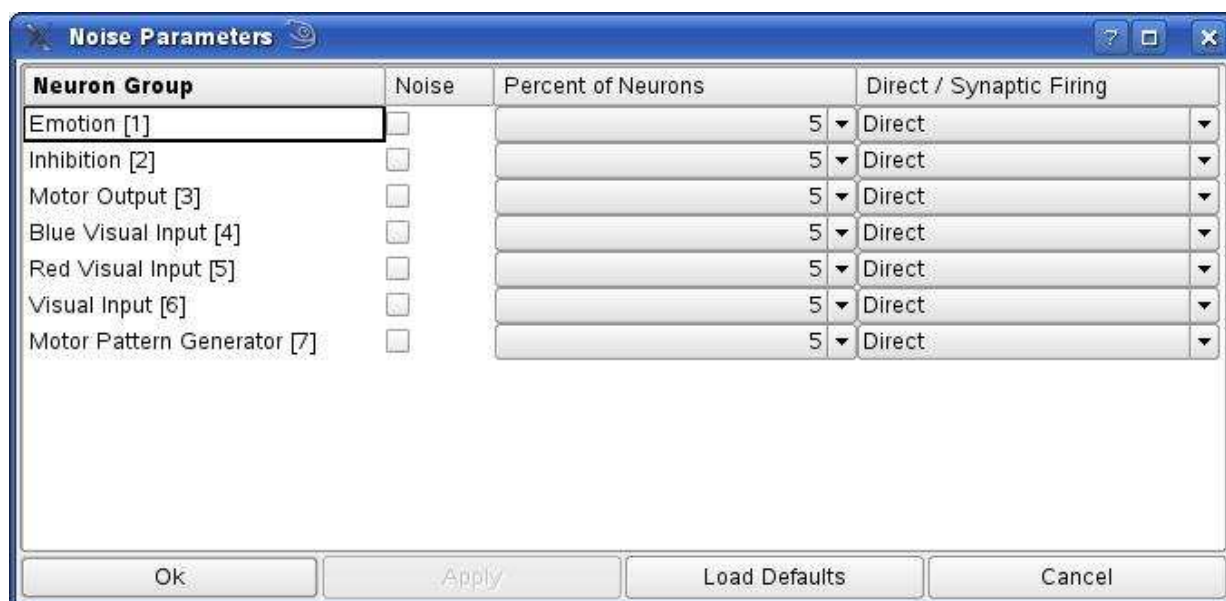 Noise Parameters
Neuron Group Noise Percent of Neurons Direct / Synaptic Firing
Emotion [1] 5 Direct
Inhibition [2] 5 Direct
Motor Output [3] 5 Direct
Blue Visual Input [4] 5 Direct
Red Visual Input [5] 5 Direct
Visual Input [6] 5 Direct
Motor Pattern Generator [7] 5 Direct
Ok Apply Load Defaults Cancel